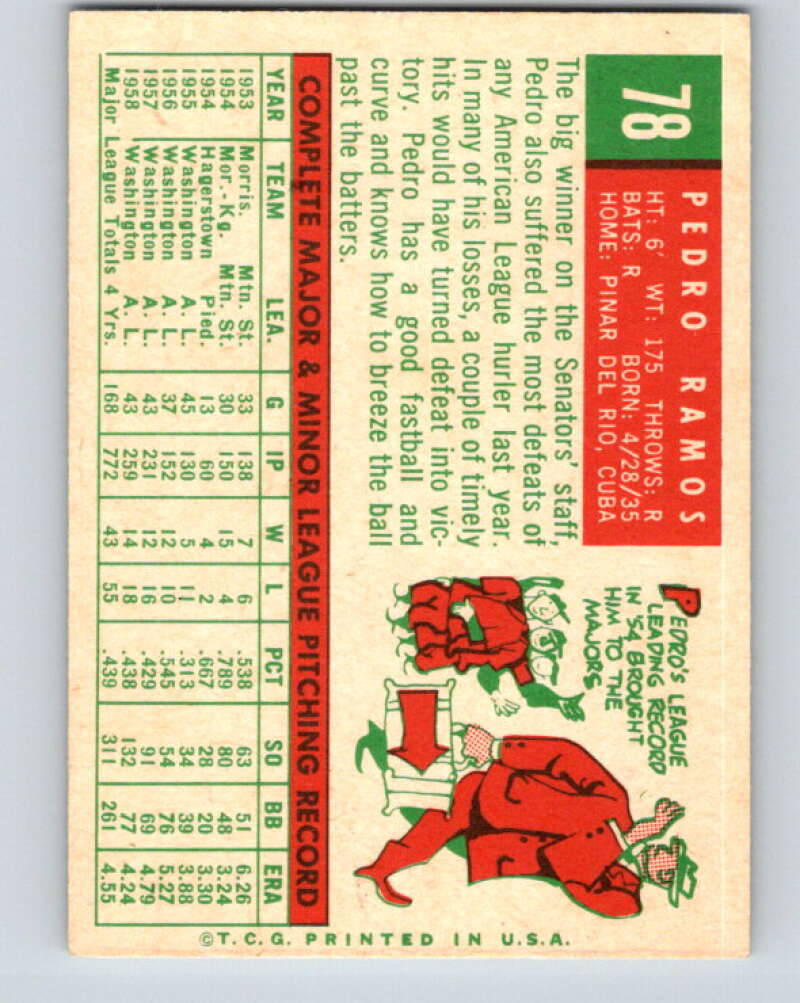 78
PEDRO RAMOS
HT: 6' WT: 175 THROWS: R
BATS: R BORN: 4/28/35
HOME: PINAR DEL RIO, CUBA
The big winner on the Senators' staff,
Pedro also suffered the most defeats of
any American League hurler last year.
In many of his losses, a couple of timely
hits would have turned defeat into vic-
tory. Pedro has a good fastball and
curve and knows how to breeze the ball
past the batters.
PEDRO'S LEAGUE
LEADING RECORD
IN '54 BROUGHT
HIM TO THE
MAJORS
COMPLETE MAJOR & MINOR LEAGUE PITCHING RECORD
YEAR TEAM LEA. G IP W L PCT SO BB ERA
1953 Morris. Mtn. St. 33 138 7 6 .538 63 51 6.26
1954 Mor.-Kg. Mtn. St. 30 150 15 4 .789 80 48 3.24
1954 Hagerstown Pied. 13 60 4 2 .667 28 20 3.30
1955 Washington A. L. 45 130 5 11 .313 34 39 3.88
1956 Washington A. L. 37 152 12 10 .545 54 76 5.27
1957 Washington A. L. 43 231 12 16 .429 91 69 4.79
1958 Washington A. L. 43 259 14 18 .438 132 77 4.24
Major League Totals 4 Yrs. 168 772 43 55 .439 311 261 4.55
©T.C.G. PRINTED IN U.S.A.